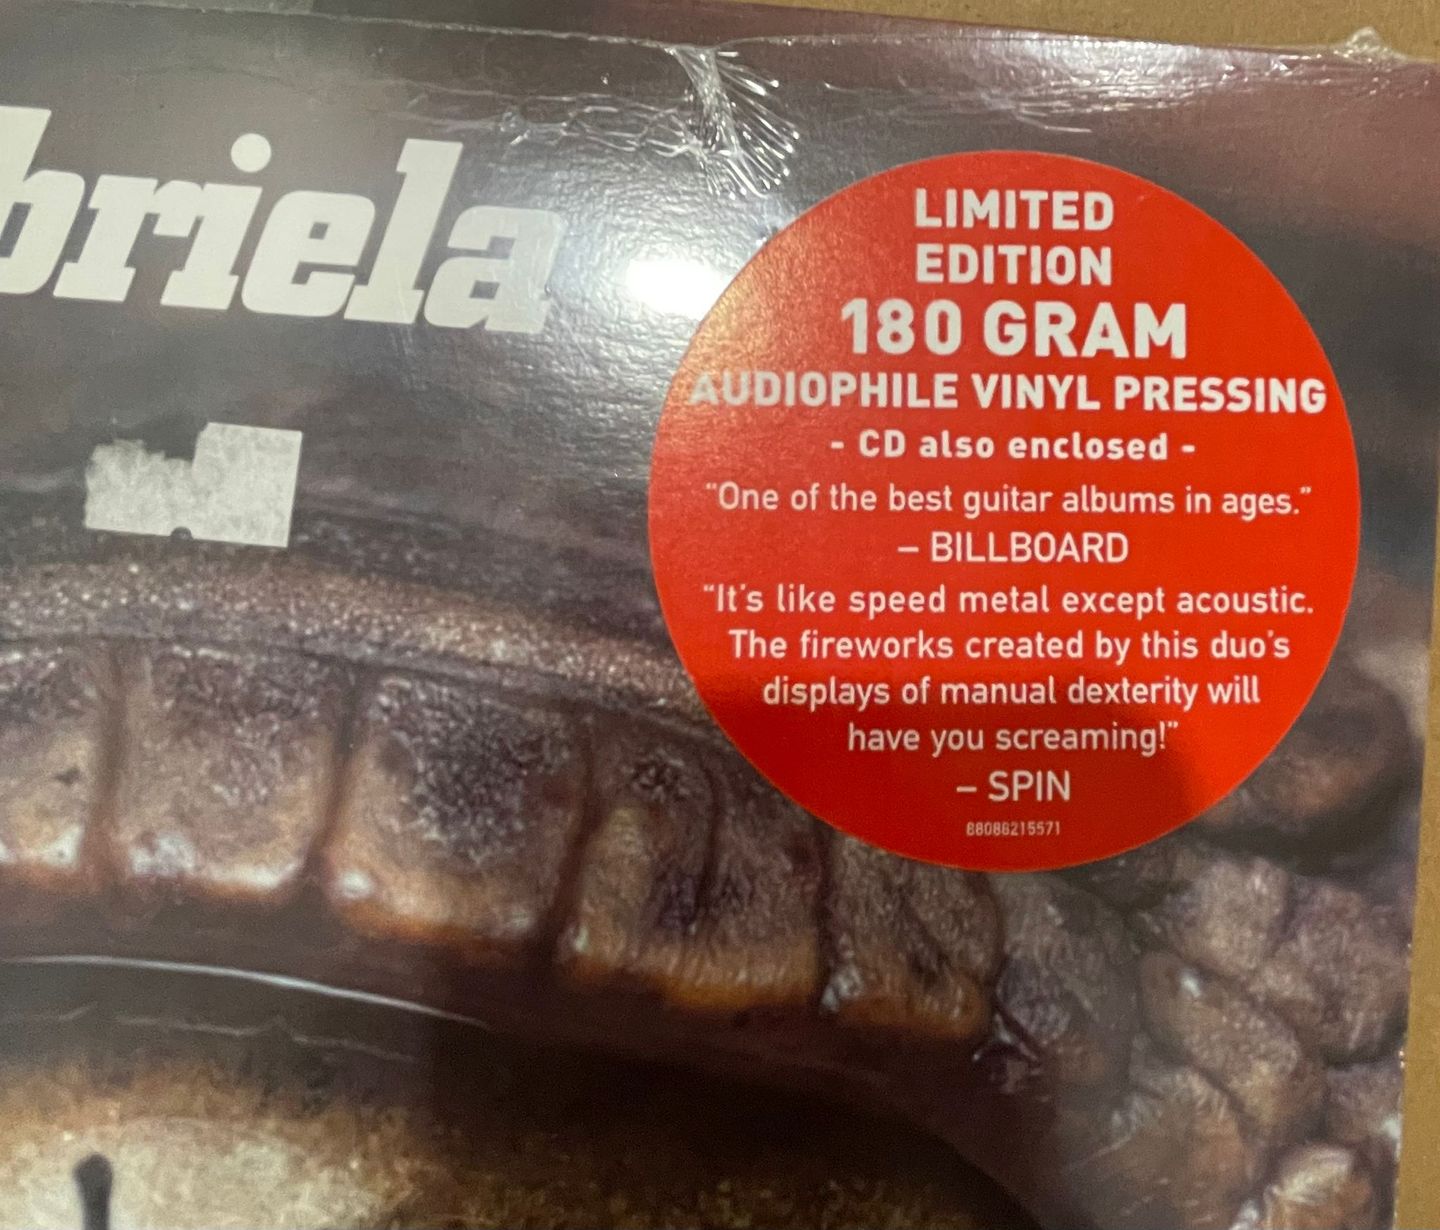 briela
LIMITED
EDITION
180 GRAM
AUDIOPHILE VINYL PRESSING
- CD also enclosed -
"One of the best guitar albums in ages."
– BILLBOARD
"It's like speed metal except acoustic.
The fireworks created by this duo's
displays of manual dexterity will
have you screaming!"
– SPIN
88088215571